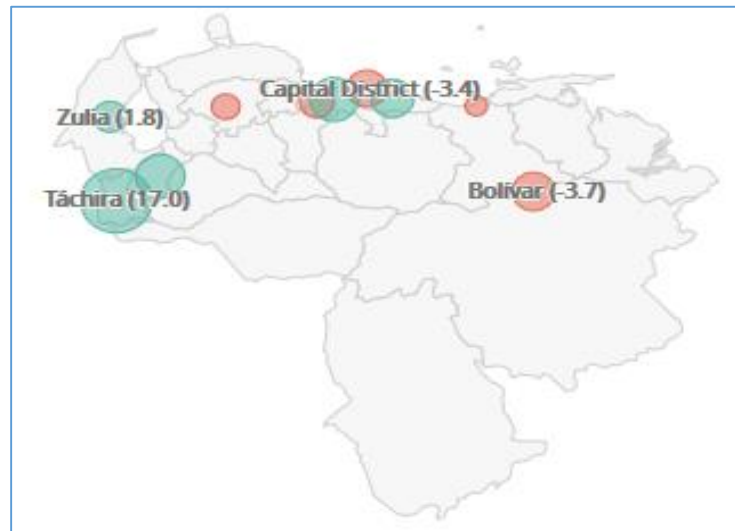 Capital District (-3.4)
Zulia (1.8)
Táchira (17.0)
Bolívar (-3.7)